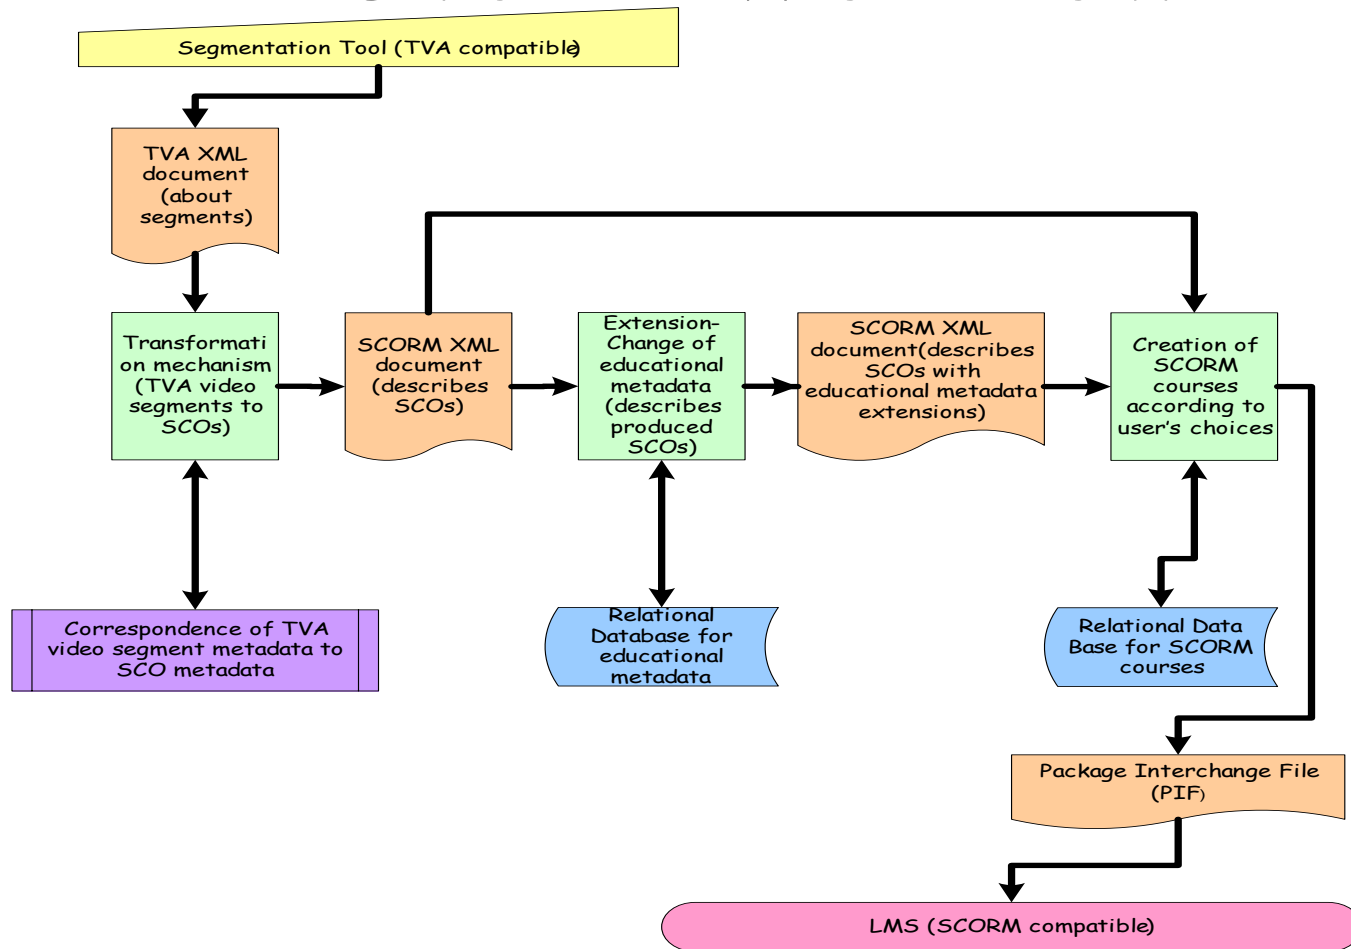 Segmentation Tool (TVA compatible)
TVA XML
document
(about
segments)
Transformati
on mechanism
(TVA video
segments to
SCOs)
SCORM XML
document
(describes
SCOs)
Extension-
Change of
educational
metadata
(describes
produced
SCOs)
SCORM XML
document(describes
SCOs with
educational metadata
extensions)
Creation of
SCORM
courses
according to
user's choices
Correspondence of TVA
video segment metadata to
SCO metadata
Relational
Database for
educational
metadata
Relational Data
Base for SCORM
courses
Package Interchange File
(PIF)
LMS (SCORM compatible)